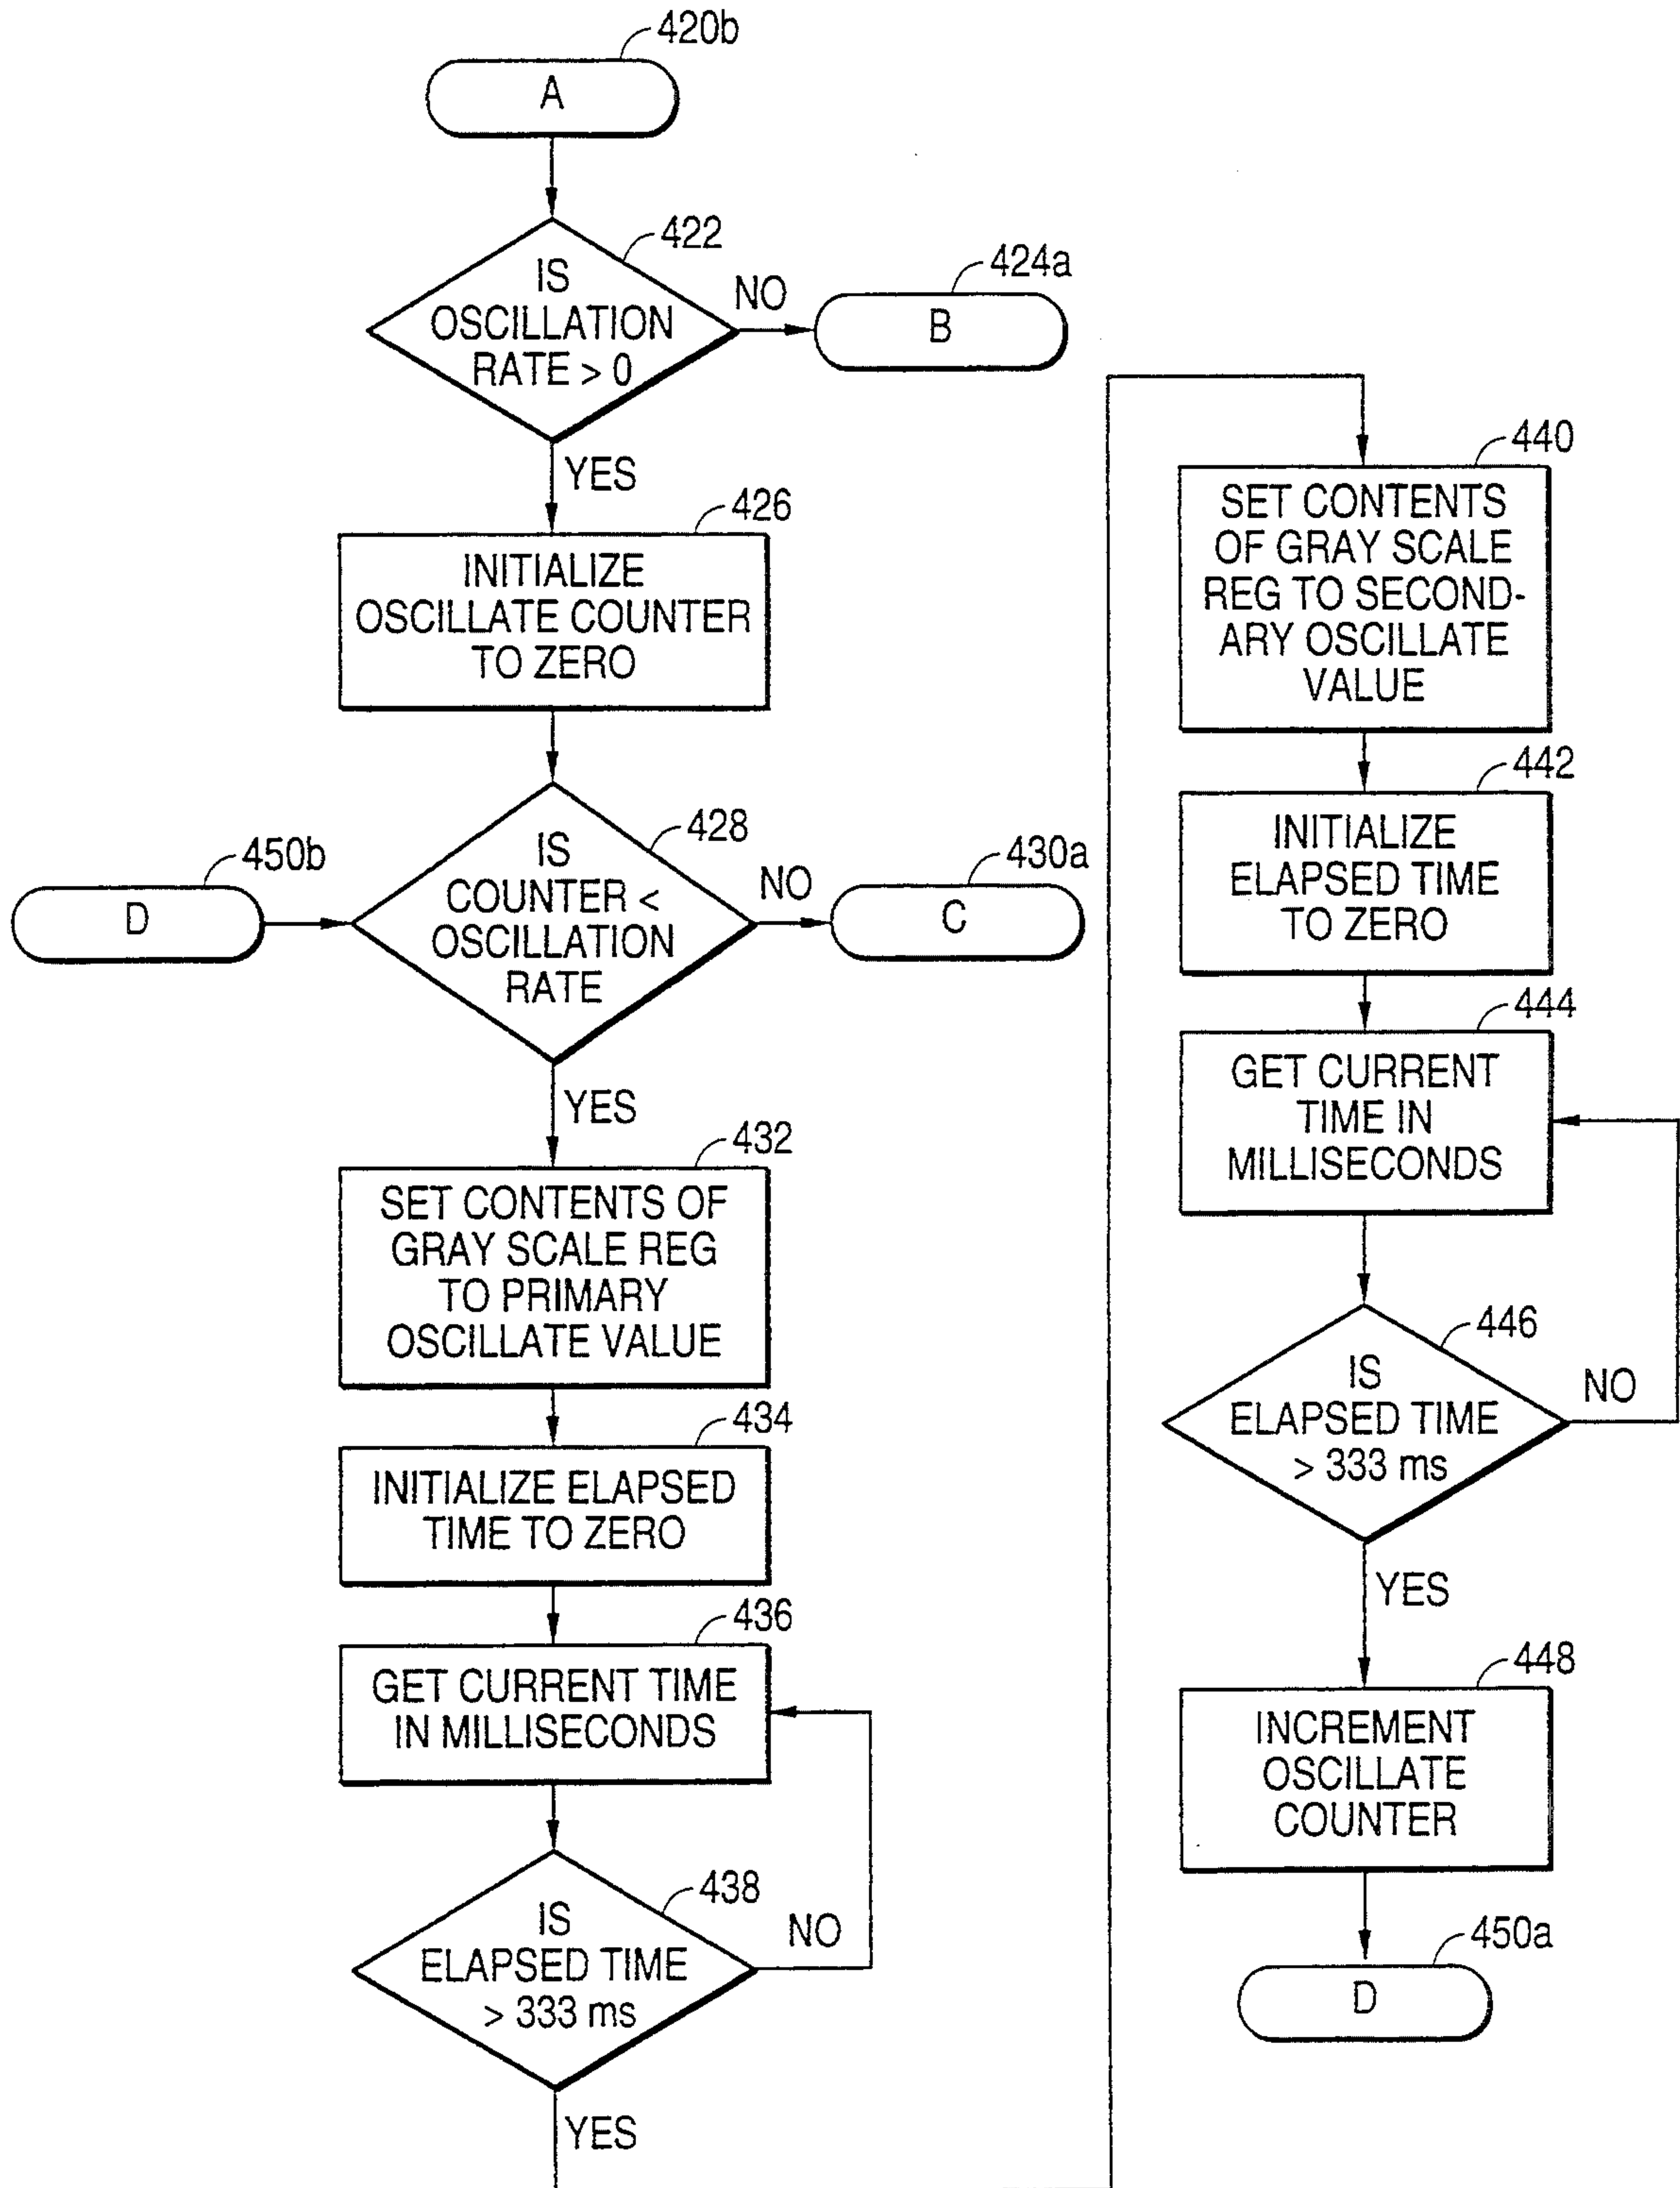 420b
A
422
IS
OSCILLATION
RATE > 0
NO
424a
B
YES
426
INITIALIZE
OSCILLATE COUNTER
TO ZERO
450b
D
428
IS
COUNTER <
OSCILLATION
RATE
NO
430a
C
YES
432
SET CONTENTS OF
GRAY SCALE REG
TO PRIMARY
OSCILLATE VALUE
434
INITIALIZE ELAPSED
TIME TO ZERO
436
GET CURRENT TIME
IN MILLISECONDS
438
IS
ELAPSED TIME
> 333 ms
NO
YES
440
SET CONTENTS
OF GRAY SCALE
REG TO SECOND-
ARY OSCILLATE
VALUE
442
INITIALIZE
ELAPSED TIME
TO ZERO
444
GET CURRENT
TIME IN
MILLISECONDS
446
IS
ELAPSED TIME
> 333 ms
NO
YES
448
INCREMENT
OSCILLATE
COUNTER
450a
D